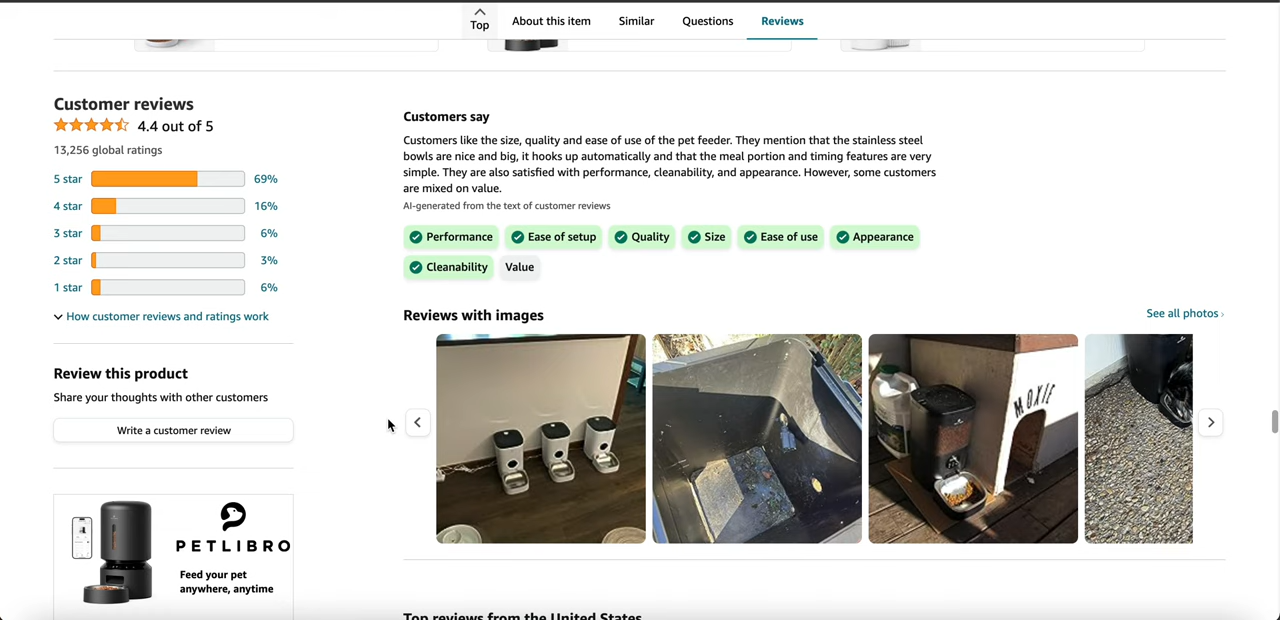 Top
About this item
Similar
Questions
Reviews
Customer reviews
4.4 out of 5
13,256 global ratings
5 star 69%
4 star 16%
3 star 6%
2 star 3%
1 star 6%
How customer reviews and ratings work
Review this product
Share your thoughts with other customers
Write a customer review
PETLIBRO
Feed your pet
anywhere, anytime
Customers say
Customers like the size, quality and ease of use of the pet feeder. They mention that the stainless steel
bowls are nice and big, it hooks up automatically and that the meal portion and timing features are very
simple. They are also satisfied with performance, cleanability, and appearance. However, some customers
are mixed on value.
AI-generated from the text of customer reviews
Performance
Ease of setup
Quality
Size
Ease of use
Appearance
Cleanability
Value
Reviews with images
See all photos ›
MOXIE
Top reviews from the United States